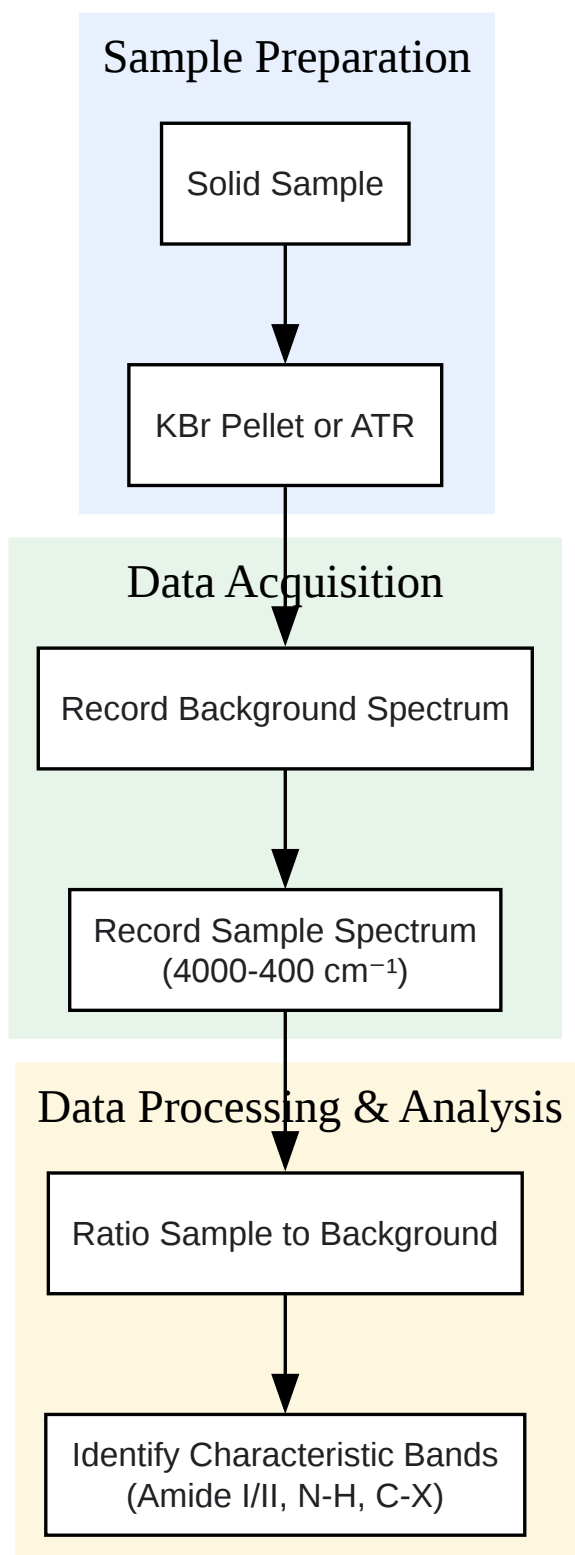 Sample Preparation
Solid Sample
KBr Pellet or ATR
Data Acquisition
Record Background Spectrum
Record Sample Spectrum
(4000-400 cm⁻¹)
Data Processing & Analysis
Ratio Sample to Background
Identify Characteristic Bands
(Amide I/II, N-H, C-X)